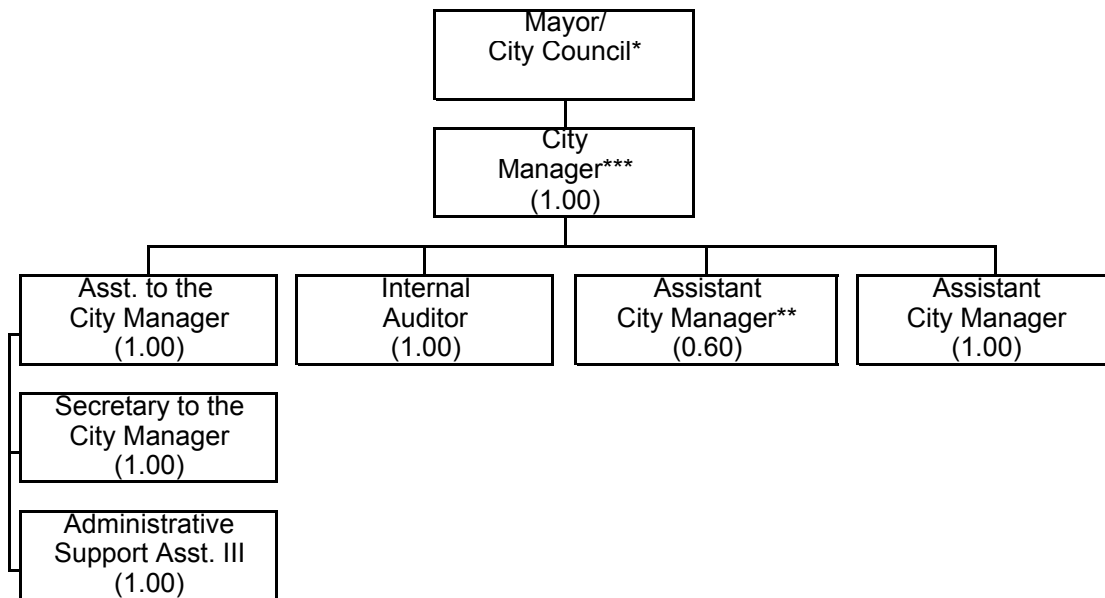 Mayor/
City Council*
City
Manager***
(1.00)
Asst. to the
City Manager
(1.00)
Internal
Auditor
(1.00)
Assistant
City Manager**
(0.60)
Assistant
City Manager
(1.00)
Secretary to the
City Manager
(1.00)
Administrative
Support Asst. III
(1.00)